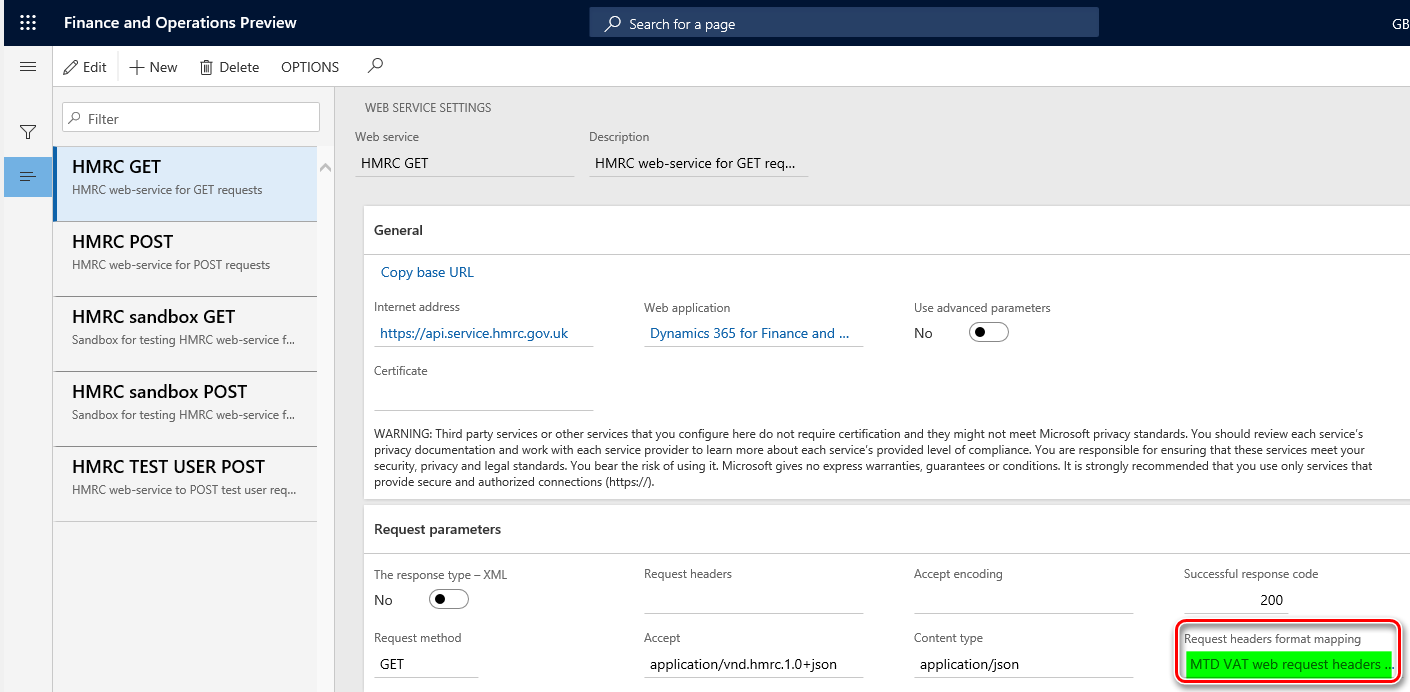 Finance and Operations Preview
Search for a page
GB
Edit
New
Delete
OPTIONS
Filter
HMRC GET
HMRC web-service for GET requests
HMRC POST
HMRC web-service for POST requests
HMRC sandbox GET
Sandbox for testing HMRC web-service f...
HMRC sandbox POST
Sandbox for testing HMRC web-service f...
HMRC TEST USER POST
HMRC web-service to POST test user req...
WEB SERVICE SETTINGS
Web service
Description
HMRC GET
HMRC web-service for GET req...
General
Copy base URL
Internet address
Web application
Use advanced parameters
https://api.service.hmrc.gov.uk
Dynamics 365 for Finance and ...
No
Certificate
WARNING: Third party services or other services that you configure here do not require certification and they might not meet Microsoft privacy standards. You should review each service's
privacy documentation and work with each service provider to learn more about each service's provided level of compliance. You are responsible for ensuring that these services meet your
security, privacy and legal standards. You bear the risk of using it. Microsoft gives no express warranties, guarantees or conditions. It is strongly recommended that you use only services that
provide secure and authorized connections (https://).
Request parameters
The response type – XML
Request headers
Accept encoding
Successful response code
No
200
Request method
Accept
Content type
Request headers format mapping
GET
application/vnd.hmrc.1.0+json
application/json
MTD VAT web request headers ...